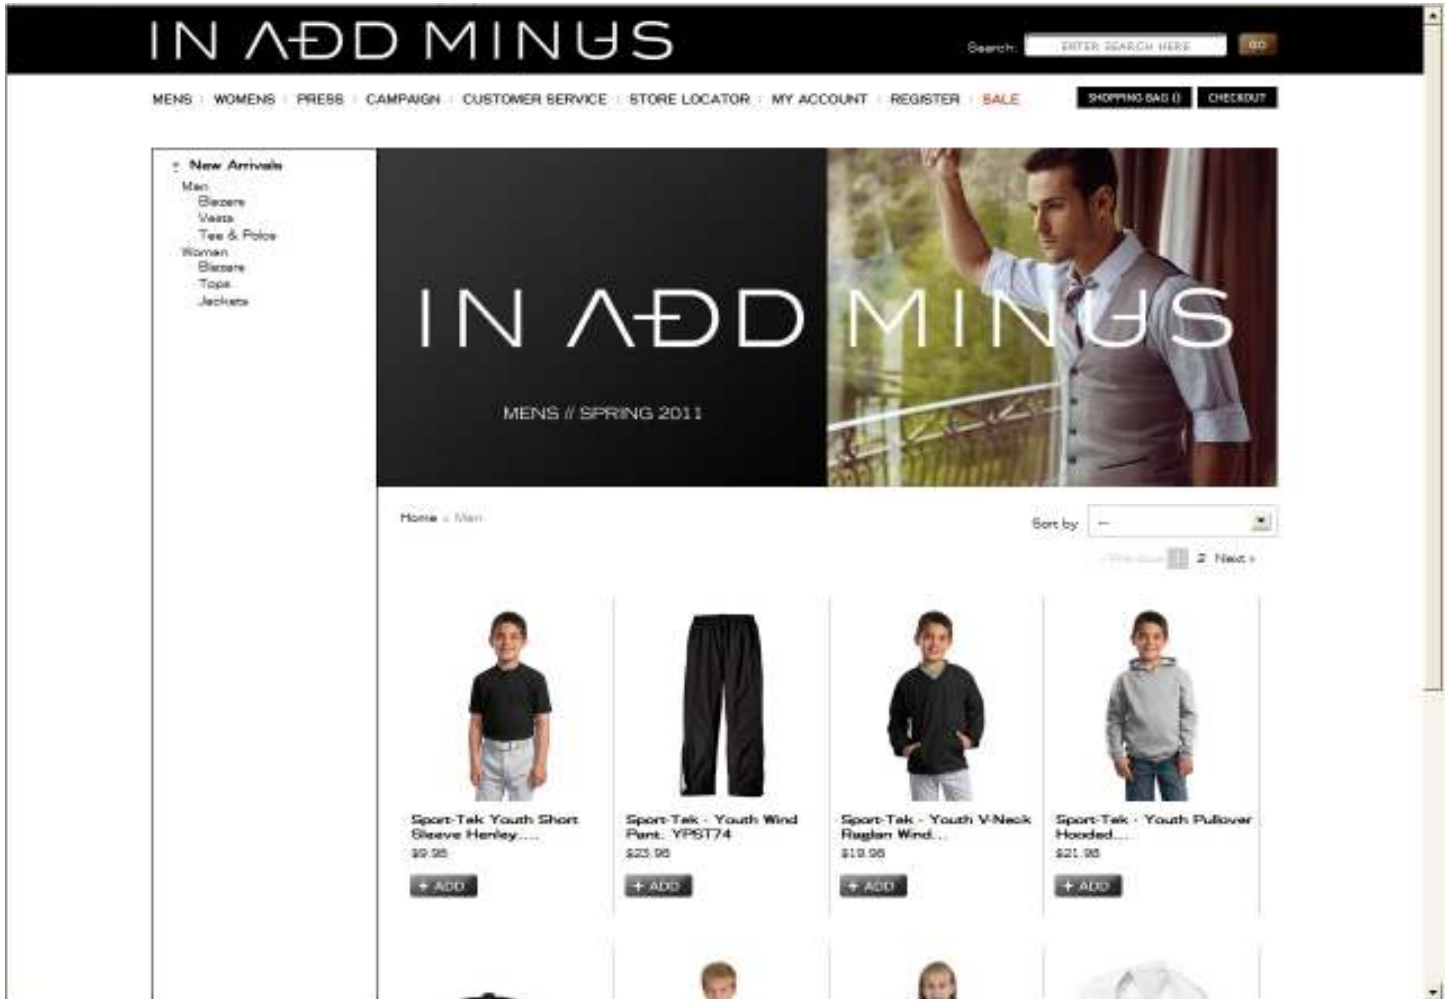 IN ADD MINUS
Search: ENTER SEARCH HERE GO
MENS WOMENS PRESS CAMPAIGN CUSTOMER SERVICE STORE LOCATOR MY ACCOUNT REGISTER SALE SHOPPING BAG () CHECKOUT
New Arrivals
Men
Blazers
Vests
Tee & Polos
Women
Blazers
Tops
Jackets
IN ADD MINUS
MENS // SPRING 2011
Home » Men
Sort by --
« Previous 1 2 Next »
Sport-Tek Youth Short
Sleeve Henley.....
$9.98
+ ADD
Sport-Tek - Youth Wind
Pant. YPST74
$23.98
+ ADD
Sport-Tek - Youth V-Neck
Raglan Wind...
$19.98
+ ADD
Sport-Tek - Youth Pullover
Hooded...
$21.98
+ ADD